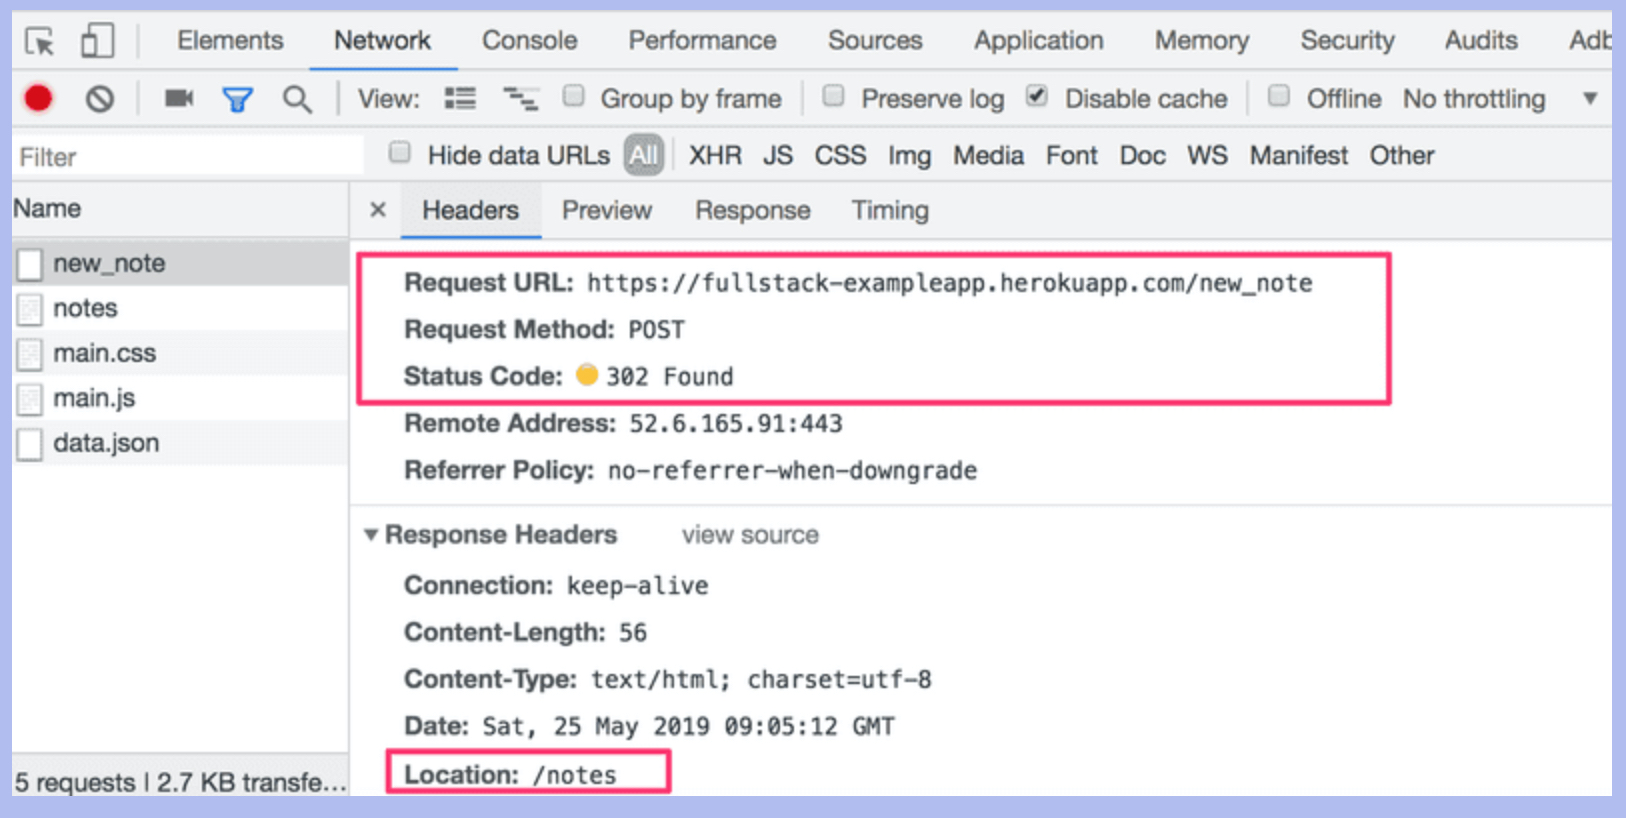 Elements Network Console Performance Sources Application Memory Security Audits Adb
View: Group by frame Preserve log Disable cache Offline No throttling
Filter Hide data URLs All XHR JS CSS Img Media Font Doc WS Manifest Other
Name
new_note
notes
main.css
main.js
data.json
5 requests | 2.7 KB transfe...
Headers Preview Response Timing
Request URL: https://fullstack-exampleapp.herokuapp.com/new_note
Request Method: POST
Status Code: 302 Found
Remote Address: 52.6.165.91:443
Referrer Policy: no-referrer-when-downgrade
Response Headers view source
Connection: keep-alive
Content-Length: 56
Content-Type: text/html; charset=utf-8
Date: Sat, 25 May 2019 09:05:12 GMT
Location: /notes